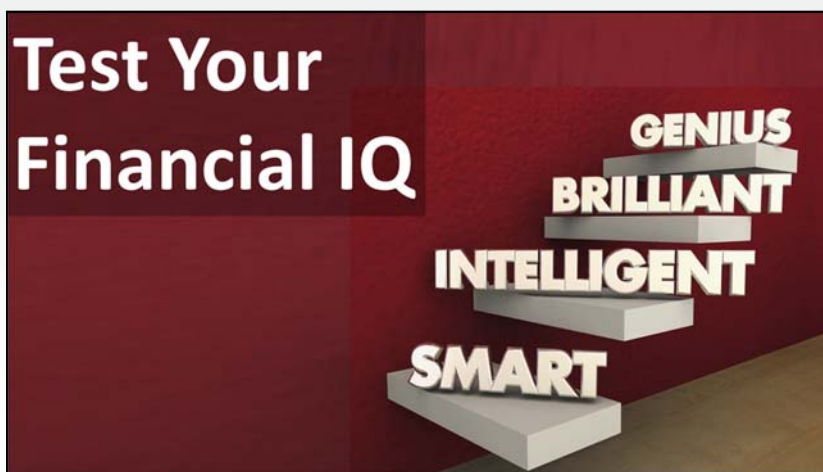 Test Your
Financial IQ
GENIUS
BRILLIANT
INTELLIGENT
SMART